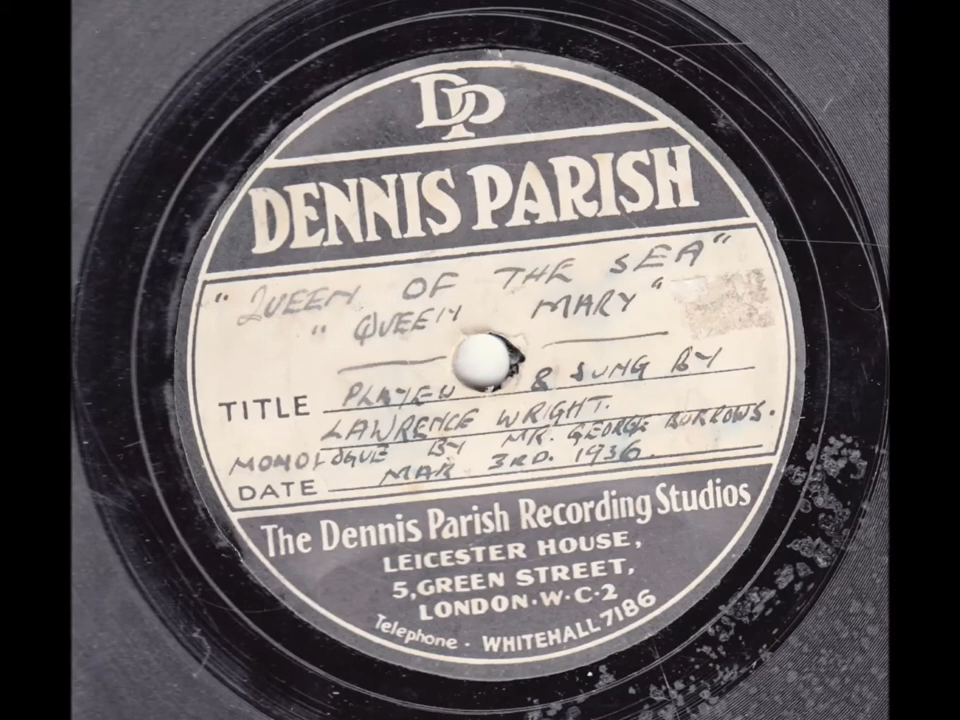 DP
DENNIS PARISH
"QUEEN OF THE SEA"
"QUEEN MARY"
TITLE PLAYED & SUNG BY
LAWRENCE WRIGHT.
MONOLOGUE BY MR. GEORGE BURROWS.
DATE MAR 3RD. 1936.
The Dennis Parish Recording Studios
LEICESTER HOUSE,
5, GREEN STREET,
LONDON·W·C·2
Telephone · WHITEHALL 7186